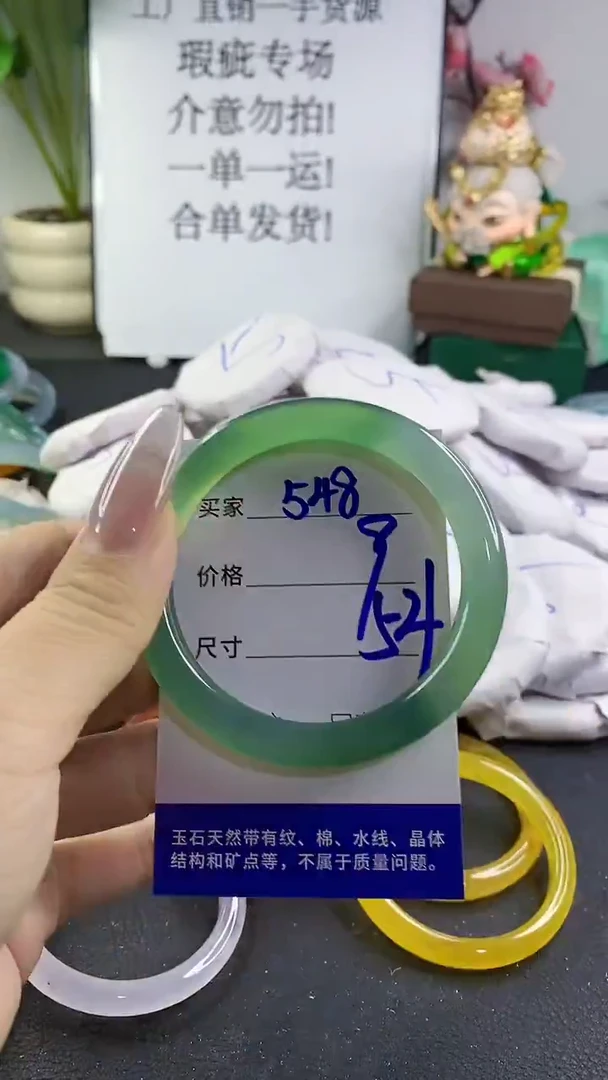 工厂直销一手货源
瑕疵专场
介意勿拍!
一单一运!
合单发货!
买家 548
价格
尺寸 54
玉石天然带有纹、棉、水线、晶体
结构和矿点等，不属于质量问题。